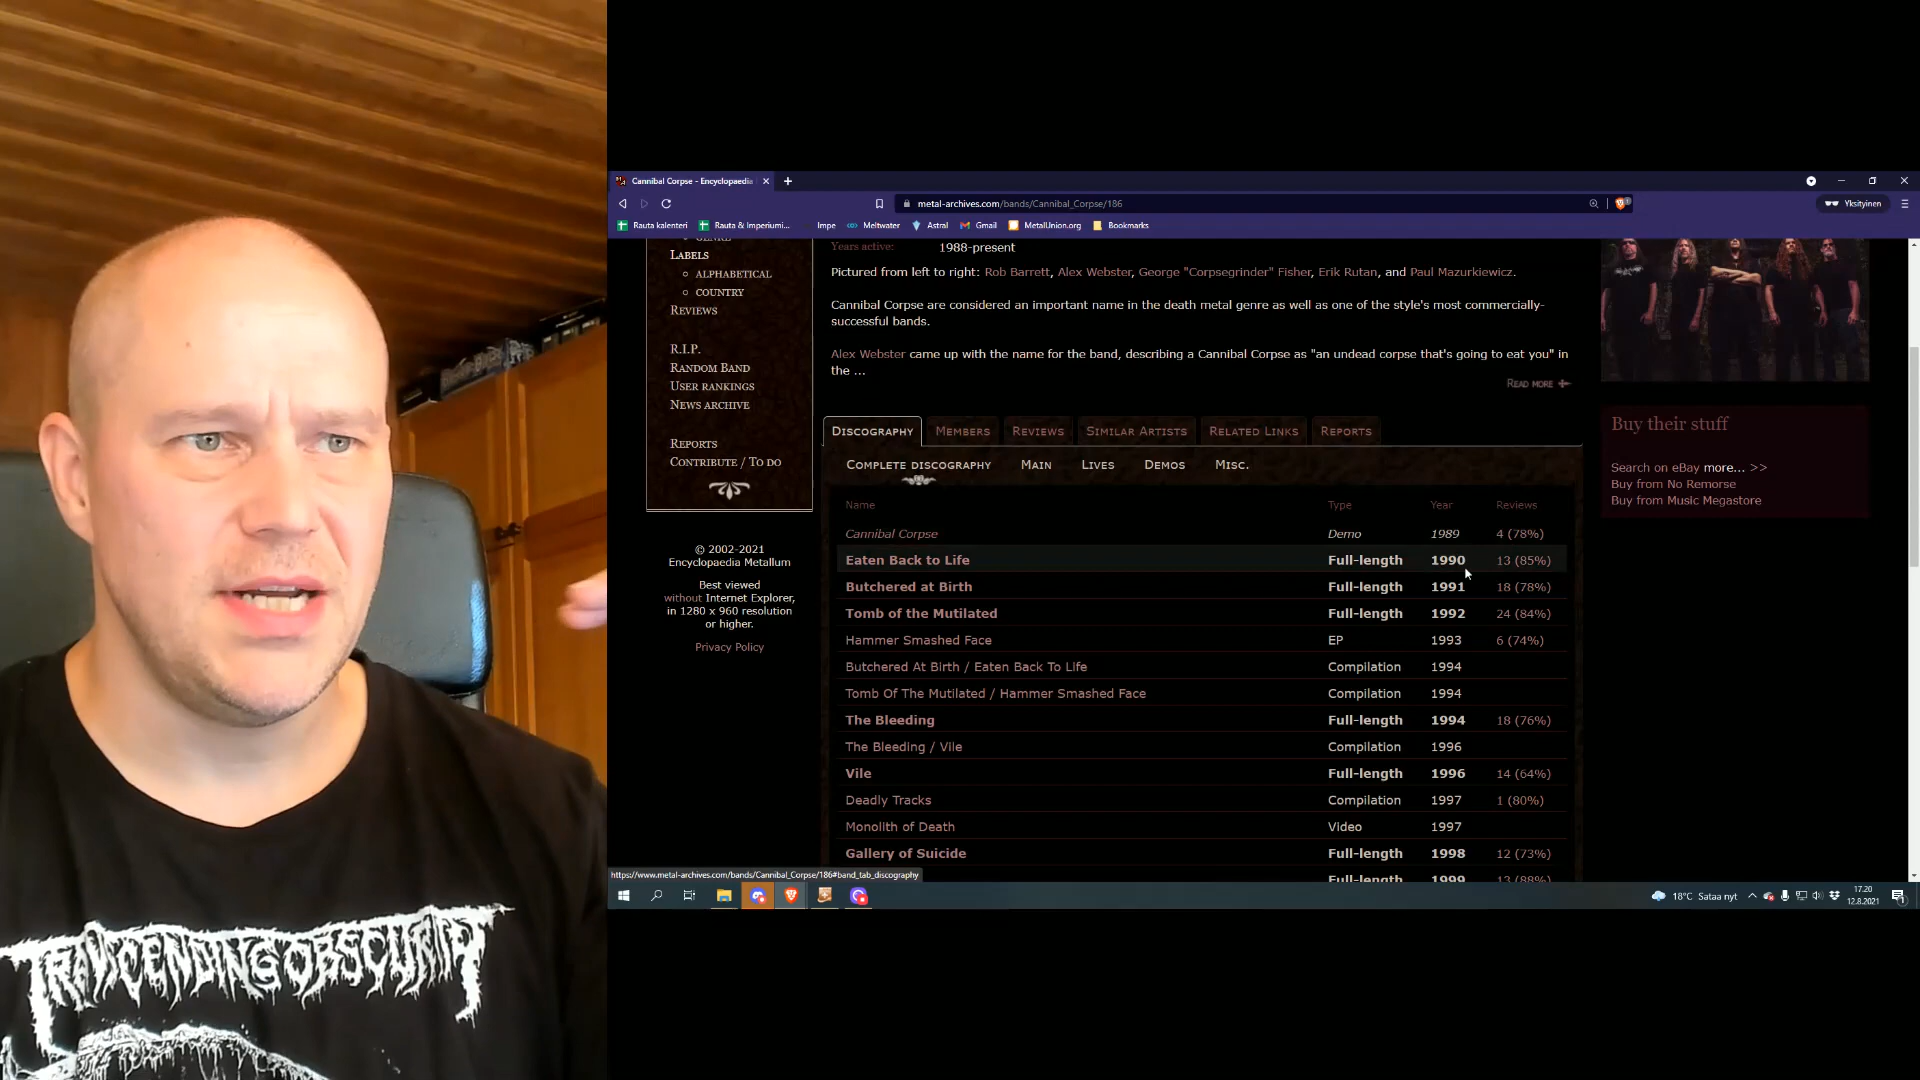 Cannibal Corpse - Encyclopaedia
metal-archives.com/bands/Cannibal_Corpse/186
Yksityinen
Rauta kalenteri
Rauta & Imperiumi...
Impe
Meltwater
Astral
Gmail
MetalUnion.org
Bookmarks
GENRE
LABELS
ALPHABETICAL
COUNTRY
REVIEWS
R.I.P.
RANDOM BAND
USER RANKINGS
NEWS ARCHIVE
REPORTS
CONTRIBUTE / TO DO
© 2002-2021
Encyclopaedia Metallum
Best viewed
without Internet Explorer,
in 1280 x 960 resolution
or higher.
Privacy Policy
Years active: 1988-present
Pictured from left to right: Rob Barrett, Alex Webster, George "Corpsegrinder" Fisher, Erik Rutan, and Paul Mazurkiewicz.
Cannibal Corpse are considered an important name in the death metal genre as well as one of the style's most commercially-
successful bands.
Alex Webster came up with the name for the band, describing a Cannibal Corpse as "an undead corpse that's going to eat you" in
the ...
READ MORE
DISCOGRAPHY MEMBERS REVIEWS SIMILAR ARTISTS RELATED LINKS REPORTS
COMPLETE DISCOGRAPHY MAIN LIVES DEMOS MISC.
Name Type Year Reviews
Cannibal Corpse Demo 1989 4 (78%)
Eaten Back to Life Full-length 1990 13 (85%)
Butchered at Birth Full-length 1991 18 (78%)
Tomb of the Mutilated Full-length 1992 24 (84%)
Hammer Smashed Face EP 1993 6 (74%)
Butchered At Birth / Eaten Back To Life Compilation 1994
Tomb Of The Mutilated / Hammer Smashed Face Compilation 1994
The Bleeding Full-length 1994 18 (76%)
The Bleeding / Vile Compilation 1996
Vile Full-length 1996 14 (64%)
Deadly Tracks Compilation 1997 1 (80%)
Monolith of Death Video 1997
Gallery of Suicide Full-length 1998 12 (73%)
Full-length 1999 13 (88%)
Buy their stuff
Search on eBay more... >>
Buy from No Remorse
Buy from Music Megastore
https://www.metal-archives.com/bands/Cannibal_Corpse/186#band_tab_discography
18°C Sataa nyt
17.20
12.8.2021
TRANSCENDING OBSCURITY